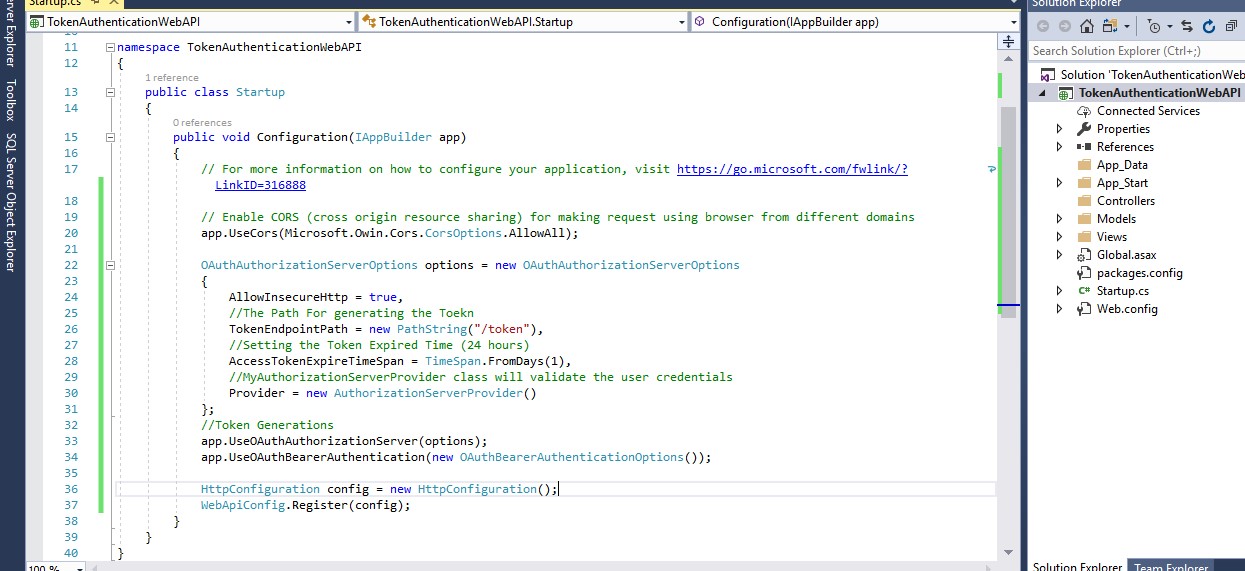 Startup.cs
TokenAuthenticationWebAPI
TokenAuthenticationWebAPI.Startup
Configuration(IAppBuilder app)
11 namespace TokenAuthenticationWebAPI
12 {
1 reference
13 public class Startup
14 {
0 references
15 public void Configuration(IAppBuilder app)
16 {
17 // For more information on how to configure your application, visit https://go.microsoft.com/fwlink/?
LinkID=316888
18
19 // Enable CORS (cross origin resource sharing) for making request using browser from different domains
20 app.UseCors(Microsoft.Owin.Cors.CorsOptions.AllowAll);
21
22 OAuthAuthorizationServerOptions options = new OAuthAuthorizationServerOptions
23 {
24 AllowInsecureHttp = true,
25 //The Path For generating the Toekn
26 TokenEndpointPath = new PathString("/token"),
27 //Setting the Token Expired Time (24 hours)
28 AccessTokenExpireTimeSpan = TimeSpan.FromDays(1),
29 //MyAuthorizationServerProvider class will validate the user credentials
30 Provider = new AuthorizationServerProvider()
31 };
32 //Token Generations
33 app.UseOAuthAuthorizationServer(options);
34 app.UseOAuthBearerAuthentication(new OAuthBearerAuthenticationOptions());
35
36 HttpConfiguration config = new HttpConfiguration();
37 WebApiConfig.Register(config);
38 }
39 }
40 }
100 %
Explorer
Toolbox
SQL Server Object Explorer
Solution Explorer
Search Solution Explorer (Ctrl+;)
Solution 'TokenAuthenticationWeb
TokenAuthenticationWebAPI
Connected Services
Properties
References
App_Data
App_Start
Controllers
Models
Views
Global.asax
packages.config
C# Startup.cs
Web.config
Solution Explorer
Team Explorer